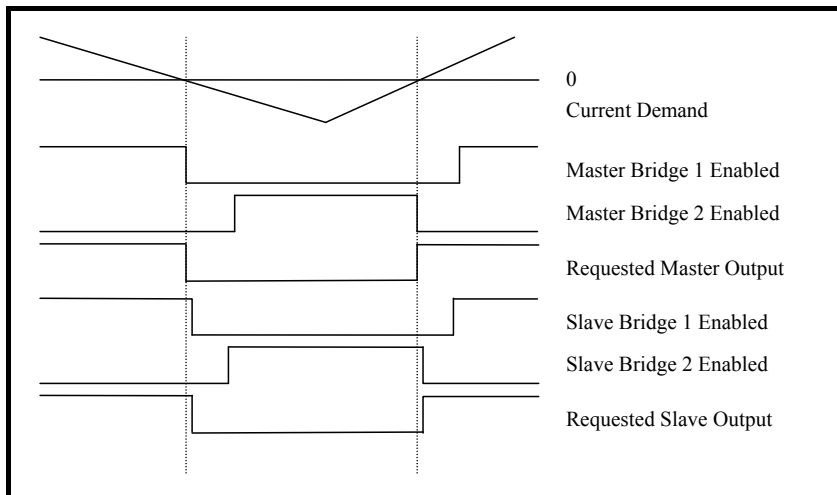 0
Current Demand
Master Bridge 1 Enabled
Master Bridge 2 Enabled
Requested Master Output
Slave Bridge 1 Enabled
Slave Bridge 2 Enabled
Requested Slave Output